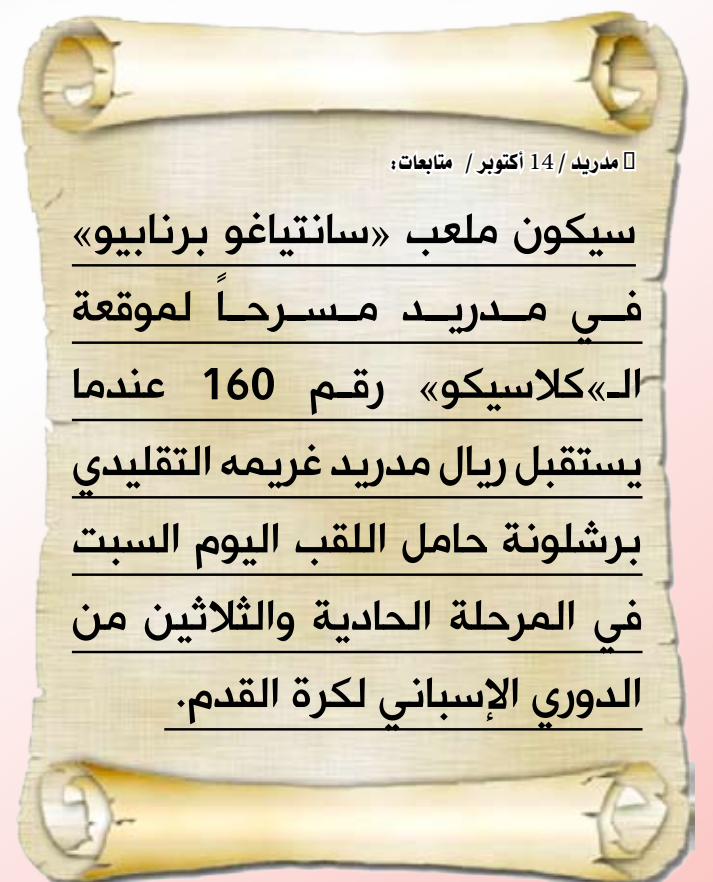 مدريد / 14 أكتوبر / متابعات:
سيكون ملعب «سانتياغو برنابيو»
في مدريد مسرحاً لموقعة
الـ»كلاسيكو» رقم 160 عندما
يستقبل ريال مدريد غريمه التقليدي
برشلونة حامل اللقب اليوم السبت
في المرحلة الحادية والثلاثين من
الدوري الإسباني لكرة القدم.